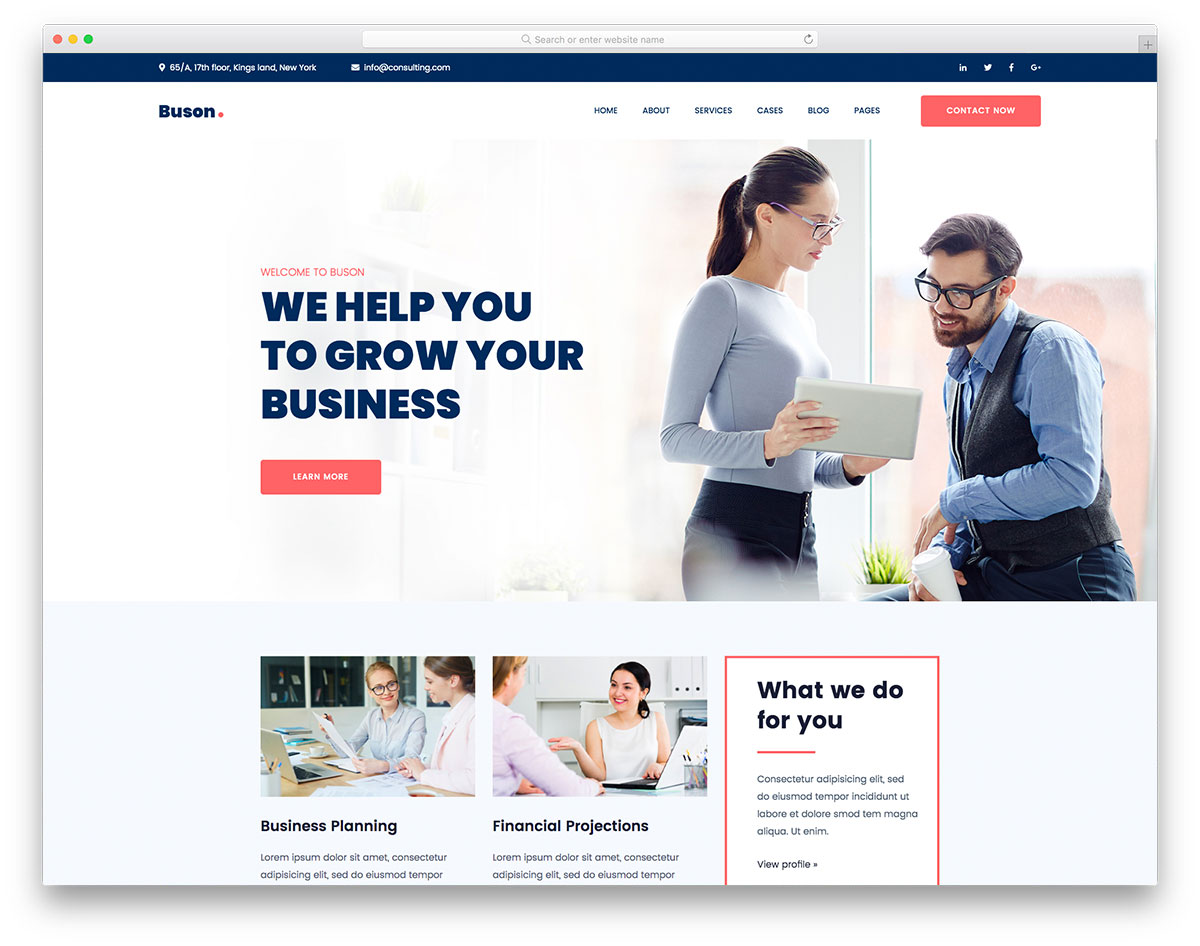 Search or enter website name
65/A, 17th floor, Kings land, New York info@consulting.com
Buson.
HOME ABOUT SERVICES CASES BLOG PAGES CONTACT NOW
WELCOME TO BUSON
WE HELP YOU
TO GROW YOUR
BUSINESS
LEARN MORE
Business Planning
Lorem ipsum dolor sit amet, consectetur
adipisicing elit, sed do eiusmod tempor
Financial Projections
Lorem ipsum dolor sit amet, consectetur
adipisicing elit, sed do eiusmod tempor
What we do
for you
Consectetur adipisicing elit, sed
do eiusmod tempor incididunt ut
labore et dolore smod tem magna
aliqua. Ut enim.
View profile »